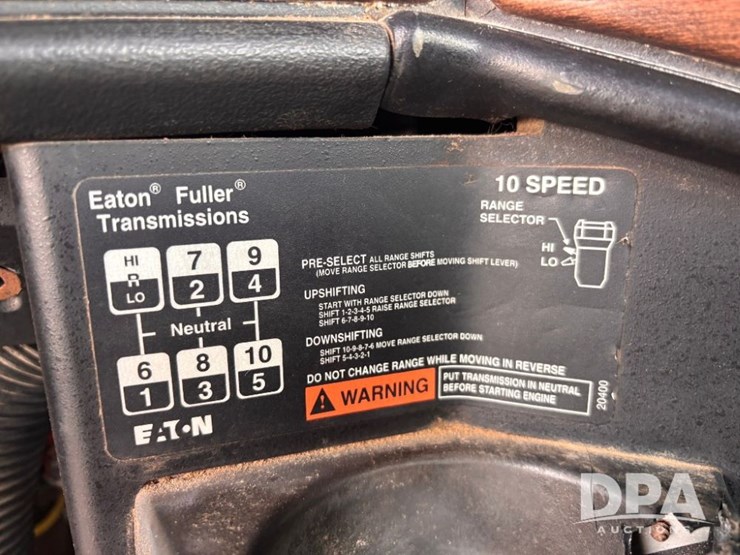 Eaton® Fuller®
Transmissions
10 SPEED
RANGE
SELECTOR
HI
LO
HI
R
LO
7
2
9
4
Neutral
6
1
8
3
10
5
EATON
PRE-SELECT ALL RANGE SHIFTS
(MOVE RANGE SELECTOR BEFORE MOVING SHIFT LEVER)
UPSHIFTING
START WITH RANGE SELECTOR DOWN
SHIFT 1-2-3-4-5 RAISE RANGE SELECTOR
SHIFT 6-7-8-9-10
DOWNSHIFTING
SHIFT 10-9-8-7-6 MOVE RANGE SELECTOR DOWN
SHIFT 5-4-3-2-1
DO NOT CHANGE RANGE WHILE MOVING IN REVERSE
WARNING
PUT TRANSMISSION IN NEUTRAL
BEFORE STARTING ENGINE
20400
DPA
AUCTIONS